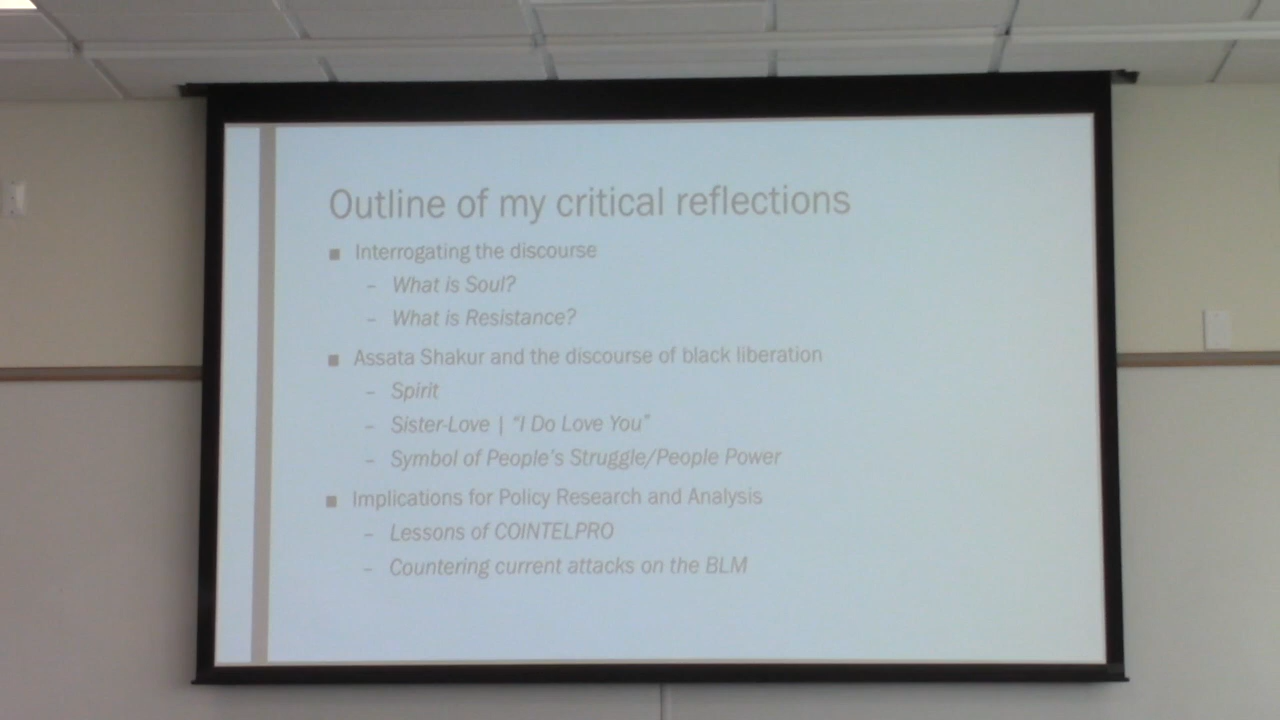 Outline of my critical reflections
■ Interrogating the discourse
– What is Soul?
– What is Resistance?
■ Assata Shakur and the discourse of black liberation
– Spirit
– Sister-Love | “I Do Love You”
– Symbol of People’s Struggle/People Power
■ Implications for Policy Research and Analysis
– Lessons of COINTELPRO
– Countering current attacks on the BLM